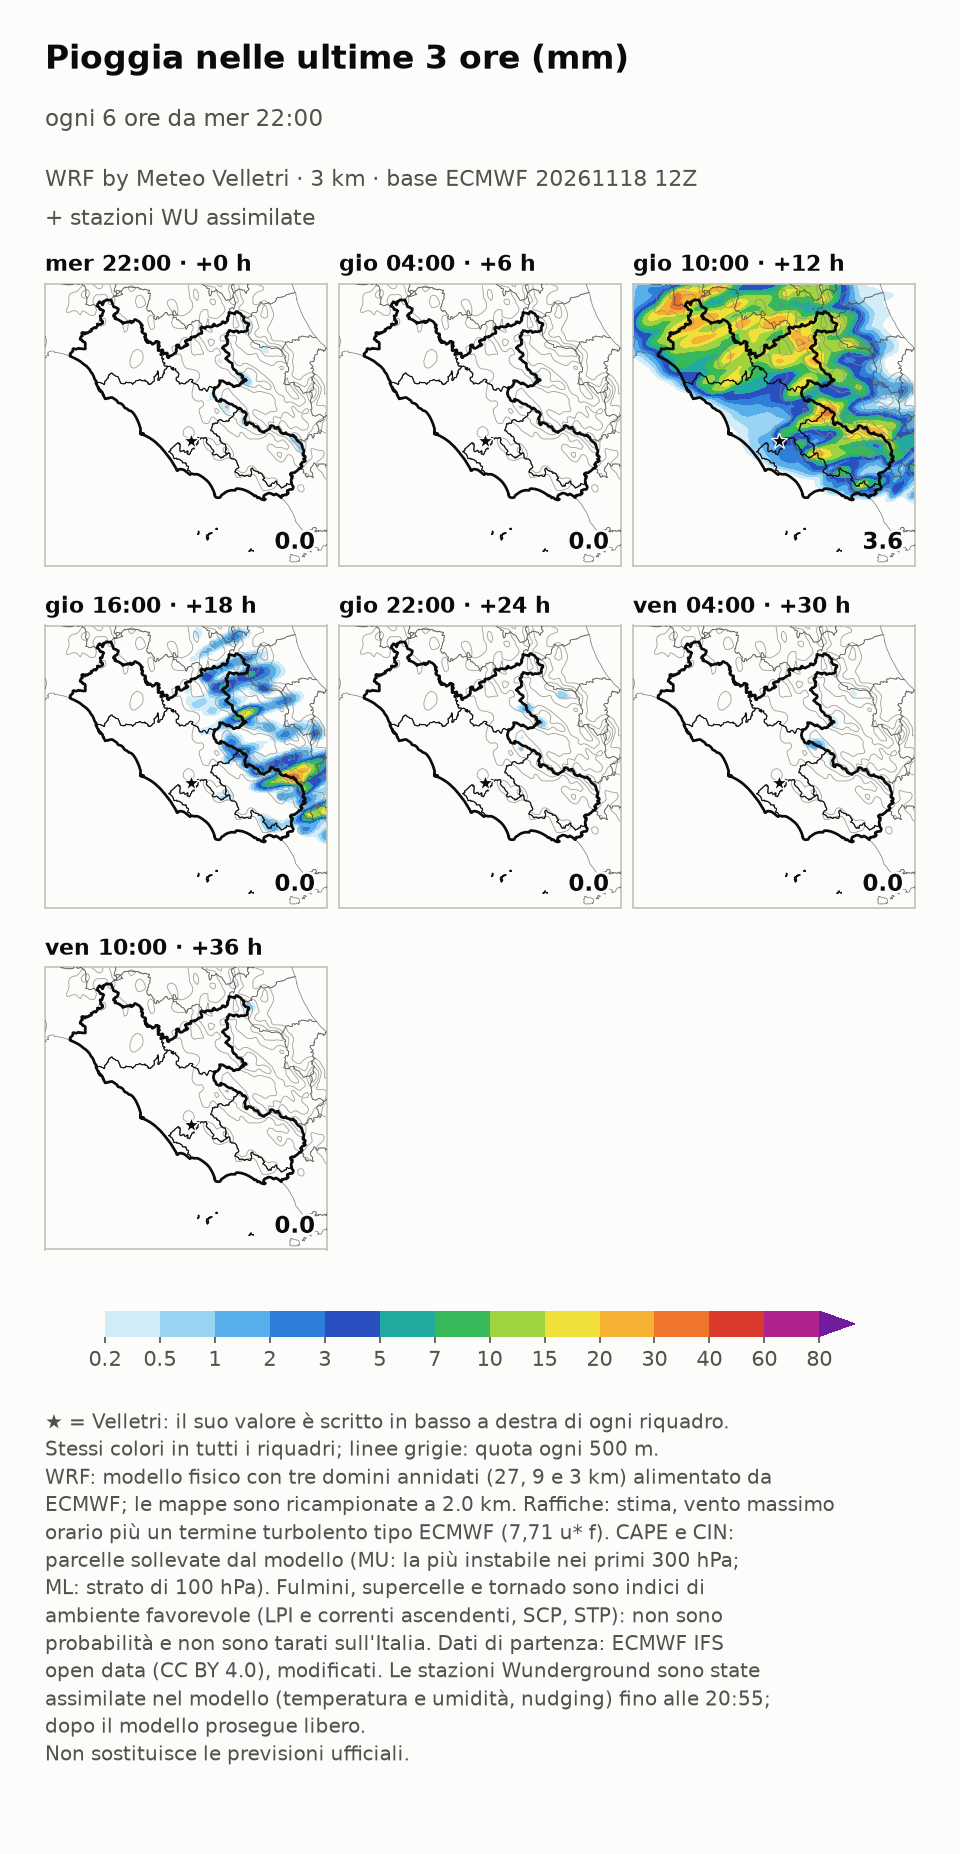 Pioggia nelle ultime 3 ore (mm)
ogni 6 ore da mer 22:00
WRF by Meteo Velletri · 3 km · base ECMWF 20261118 12Z
+ stazioni WU assimilate
mer 22:00 · +0 h
gio 04:00 · +6 h
gio 10:00 · +12 h
0.0
0.0
3.6
gio 16:00 · +18 h
gio 22:00 · +24 h
ven 04:00 · +30 h
0.0
0.0
0.0
ven 10:00 · +36 h
0.0
0.2 0.5 1 2 3 5 7 10 15 20 30 40 60 80
★ = Velletri: il suo valore è scritto in basso a destra di ogni riquadro.
Stessi colori in tutti i riquadri; linee grigie: quota ogni 500 m.
WRF: modello fisico con tre domini annidati (27, 9 e 3 km) alimentato da
ECMWF; le mappe sono ricampionate a 2.0 km. Raffiche: stima, vento massimo
orario più un termine turbolento tipo ECMWF (7,71 u* f). CAPE e CIN:
parcelle sollevate dal modello (MU: la più instabile nei primi 300 hPa;
ML: strato di 100 hPa). Fulmini, supercelle e tornado sono indici di
ambiente favorevole (LPI e correnti ascendenti, SCP, STP): non sono
probabilità e non sono tarati sull'Italia. Dati di partenza: ECMWF IFS
open data (CC BY 4.0), modificati. Le stazioni Wunderground sono state
assimilate nel modello (temperatura e umidità, nudging) fino alle 20:55;
dopo il modello prosegue libero.
Non sostituisce le previsioni ufficiali.